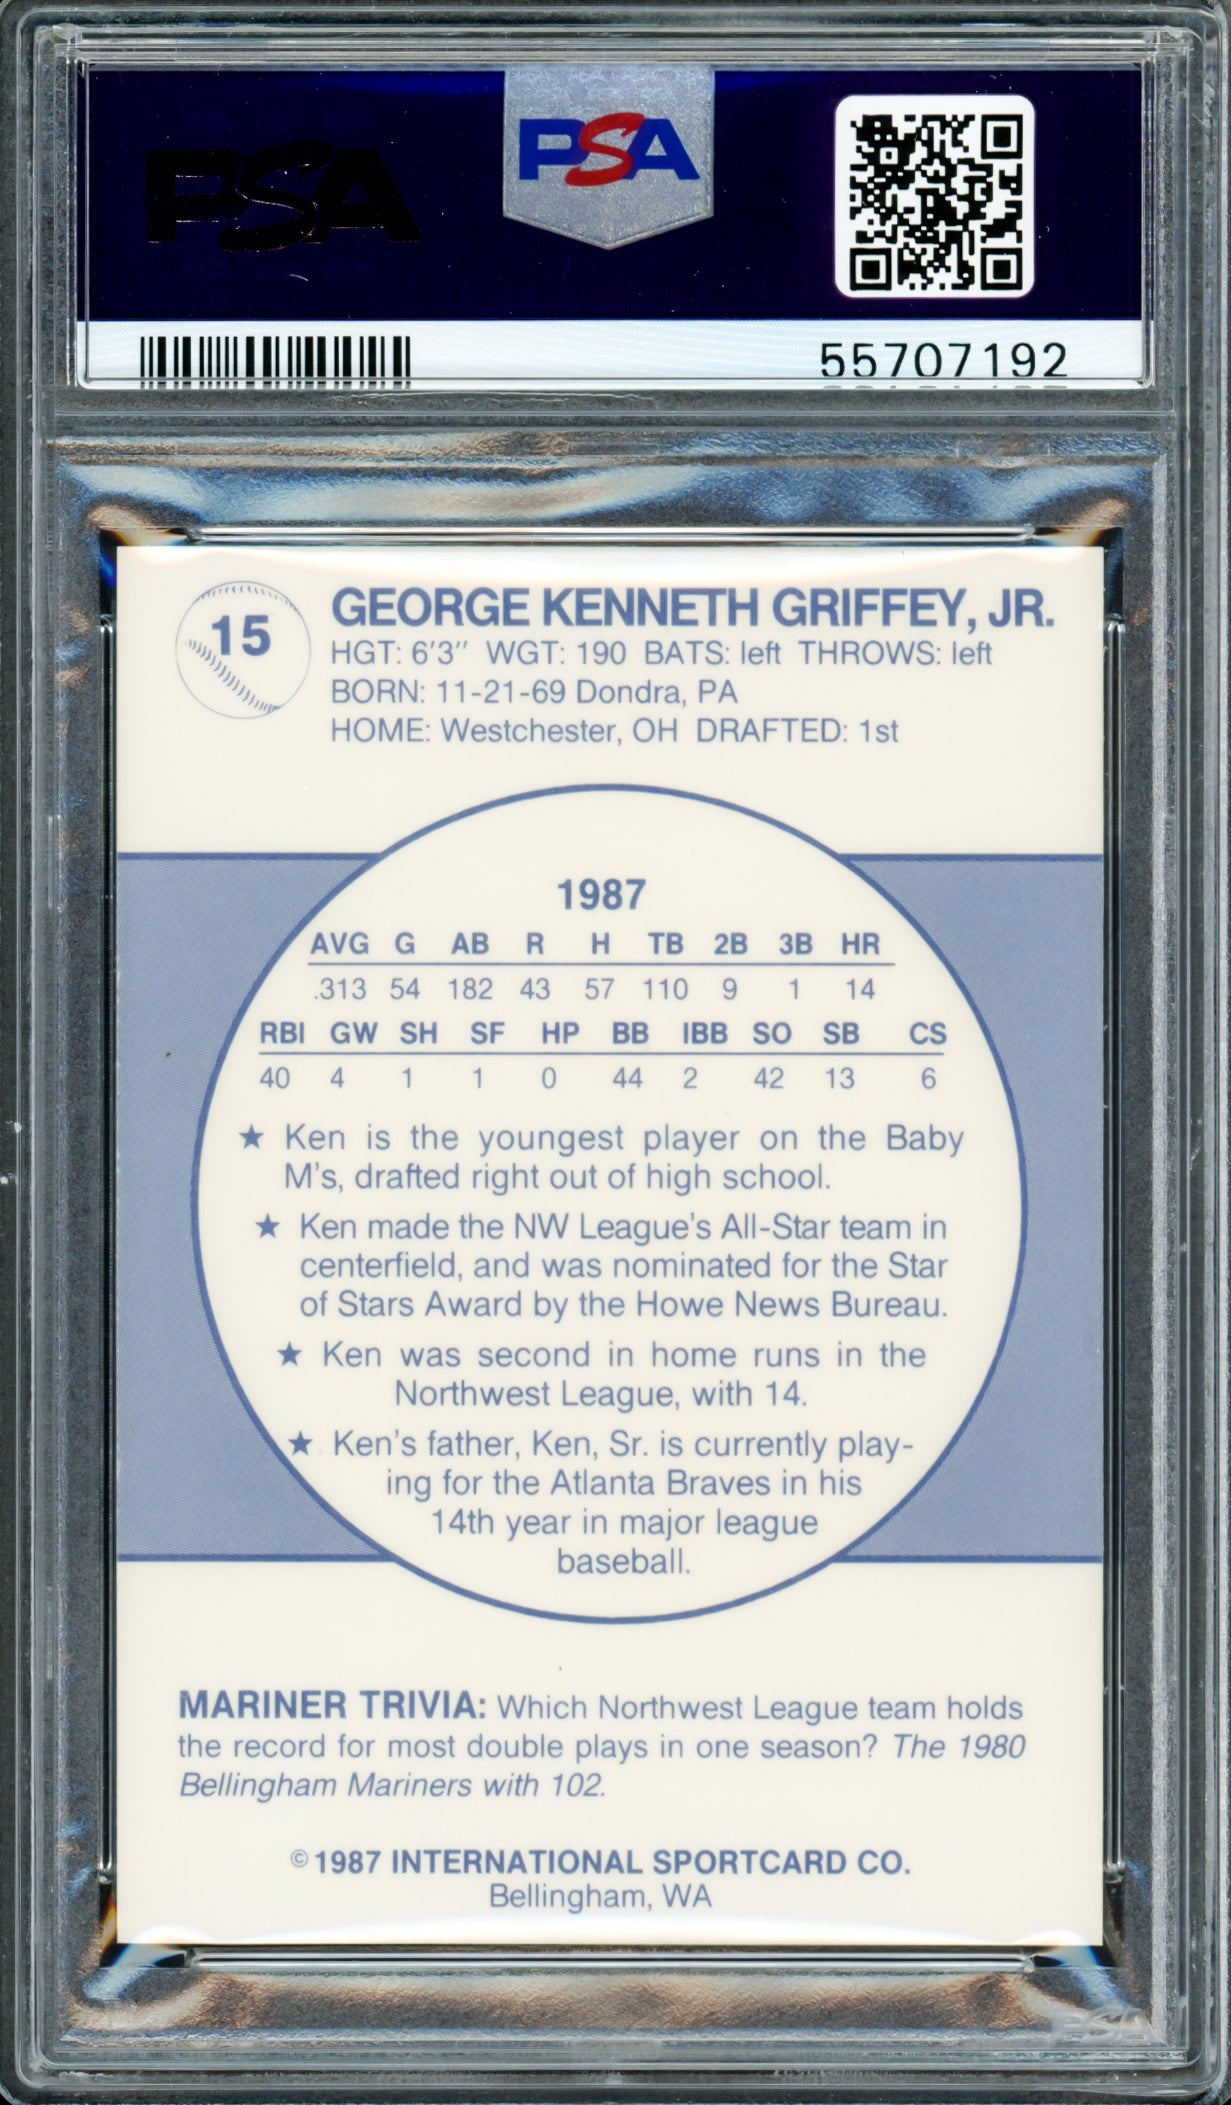 PSA
PSA
55707192
15
GEORGE KENNETH GRIFFEY, JR.
HGT: 6'3" WGT: 190 BATS: left THROWS: left
BORN: 11-21-69 Dondra, PA
HOME: Westchester, OH DRAFTED: 1st
1987
AVG G AB R H TB 2B 3B HR
.313 54 182 43 57 110 9 1 14
RBI GW SH SF HP BB IBB SO SB CS
40 4 1 1 0 44 2 42 13 6
★ Ken is the youngest player on the Baby
M's, drafted right out of high school.
★ Ken made the NW League's All-Star team in
centerfield, and was nominated for the Star
of Stars Award by the Howe News Bureau.
★ Ken was second in home runs in the
Northwest League, with 14.
★ Ken's father, Ken, Sr. is currently play-
ing for the Atlanta Braves in his
14th year in major league
baseball.
MARINER TRIVIA: Which Northwest League team holds
the record for most double plays in one season? The 1980
Bellingham Mariners with 102.
©1987 INTERNATIONAL SPORTCARD CO.
Bellingham, WA
PSA